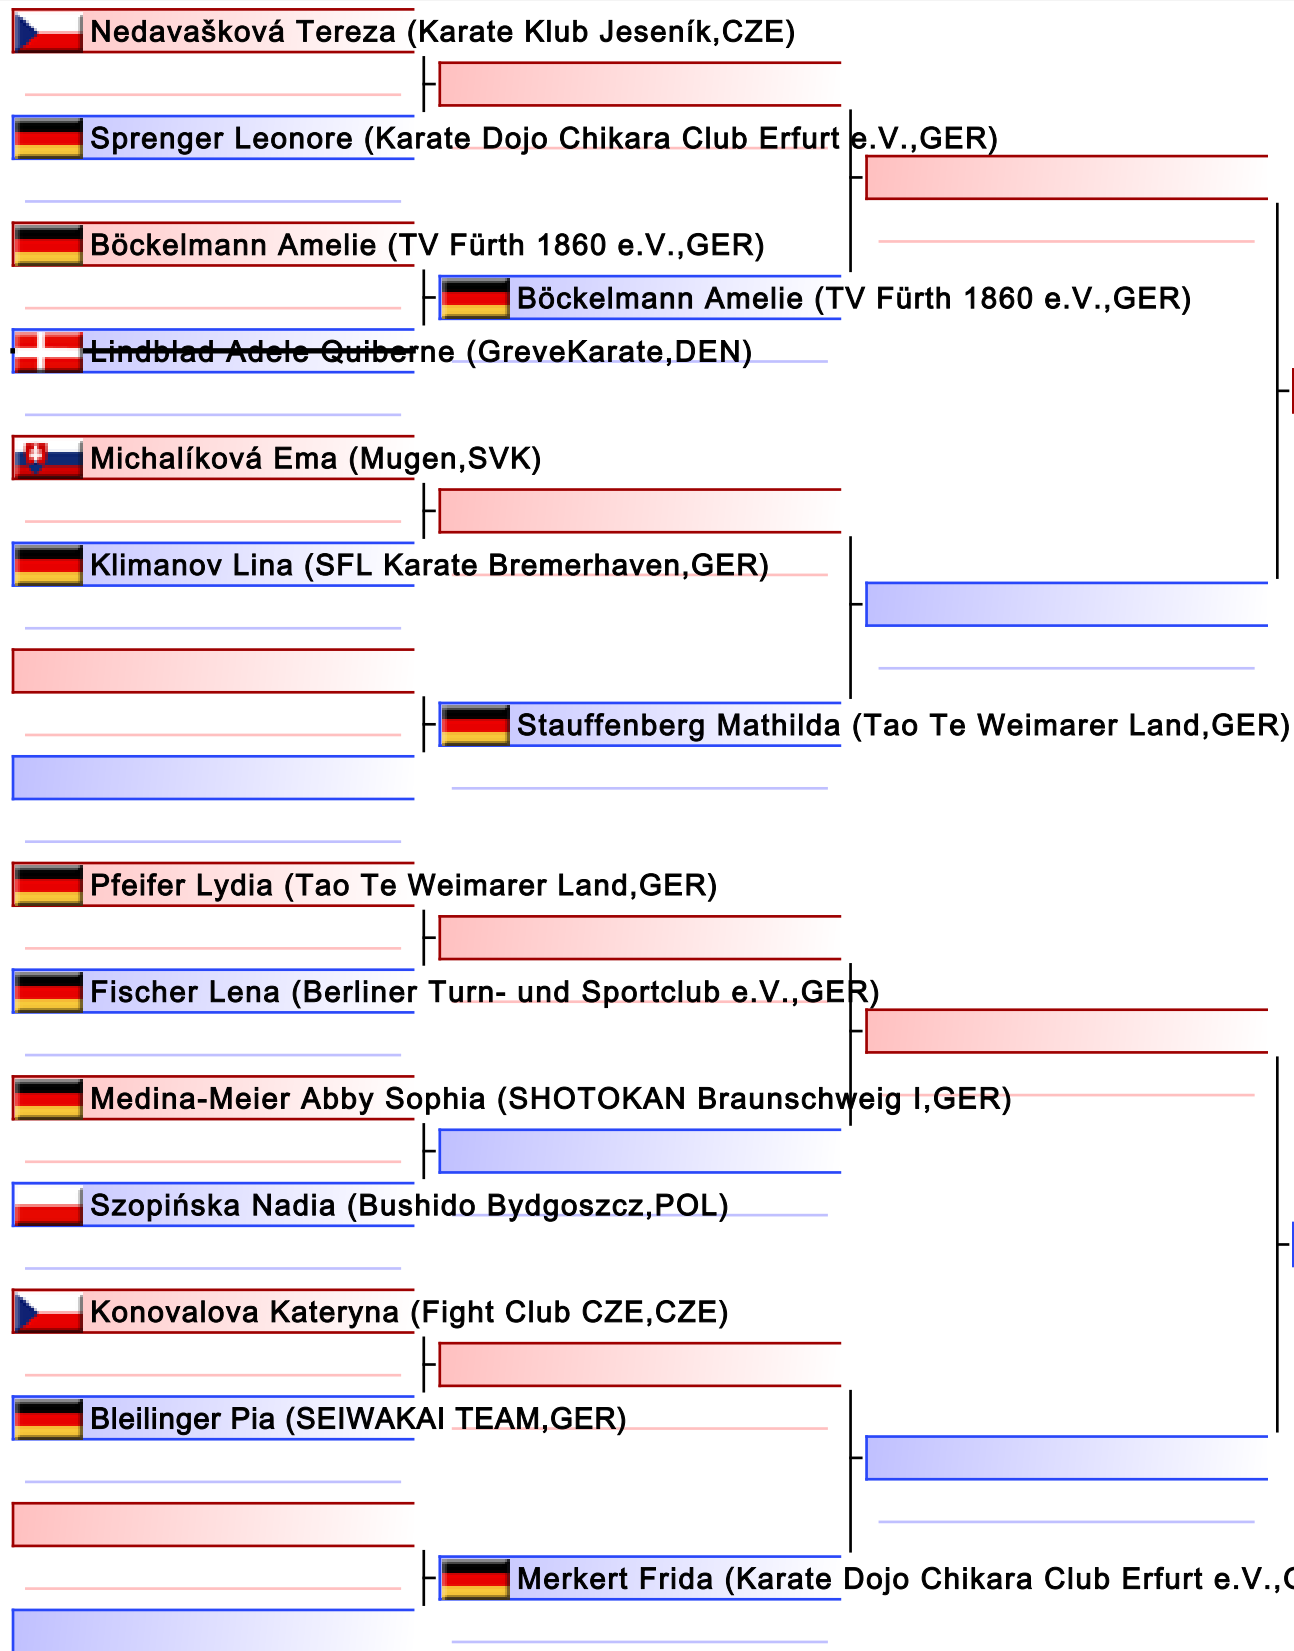 Nedavašková Tereza (Karate Klub Jeseník,CZE)
Sprenger Leonore (Karate Dojo Chikara Club Erfurt e.V.,GER)
Böckelmann Amelie (TV Fürth 1860 e.V.,GER)
Böckelmann Amelie (TV Fürth 1860 e.V.,GER)
Lindblad Adele Quiberne (GreveKarate,DEN)
Michalíková Ema (Mugen,SVK)
Klimanov Lina (SFL Karate Bremerhaven,GER)
Stauffenberg Mathilda (Tao Te Weimarer Land,GER)
Pfeifer Lydia (Tao Te Weimarer Land,GER)
Fischer Lena (Berliner Turn- und Sportclub e.V.,GER)
Medina-Meier Abby Sophia (SHOTOKAN Braunschweig I,GER)
Szopińska Nadia (Bushido Bydgoszcz,POL)
Konovalova Kateryna (Fight Club CZE,CZE)
Bleilinger Pia (SEIWAKAI TEAM,GER)
Merkert Frida (Karate Dojo Chikara Club Erfurt e.V.,